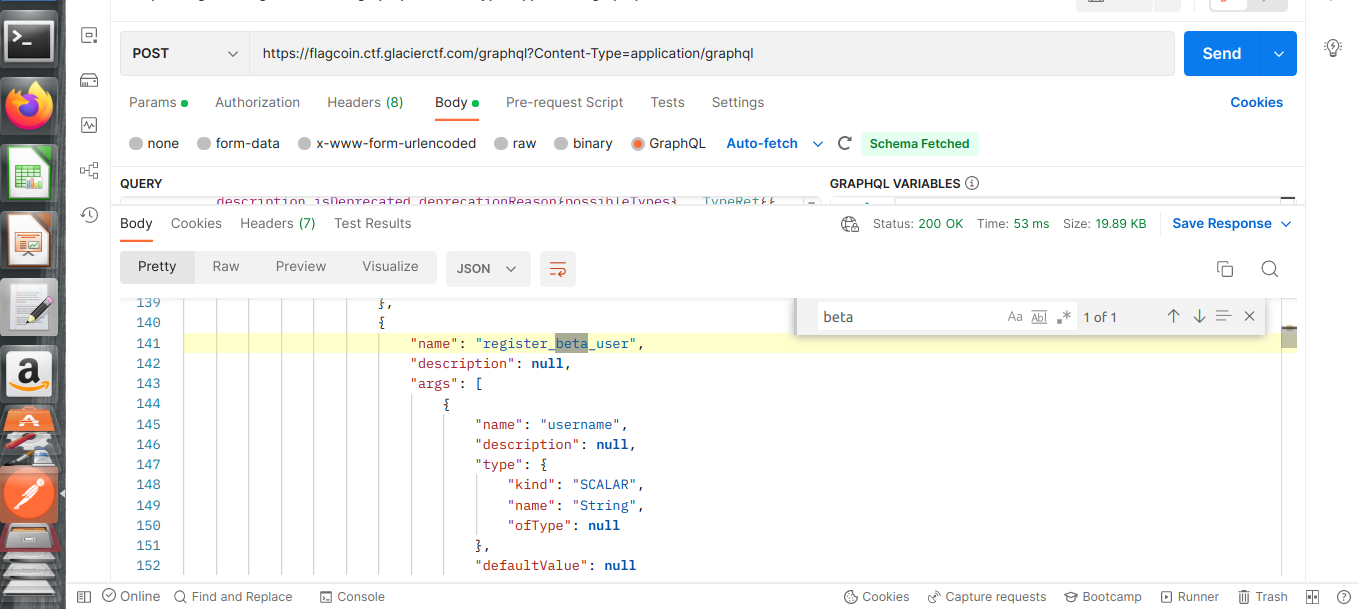 POST
https://flagcoin.ctf.glacierctf.com/graphql?Content-Type=application/graphql
Send
Params Authorization Headers (8) Body Pre-request Script Tests Settings Cookies
none form-data x-www-form-urlencoded raw binary GraphQL Auto-fetch Schema Fetched
QUERY GRAPHQL VARIABLES
description isDeprecated deprecationReason{possibleTypes}
Body Cookies Headers (7) Test Results Status: 200 OK Time: 53 ms Size: 19.89 KB Save Response
Pretty Raw Preview Visualize JSON
139 },
beta Aa Abl .* 1 of 1
140 {
141 "name": "register_beta_user",
142 "description": null,
143 "args": [
144 {
145 "name": "username",
146 "description": null,
147 "type": {
148 "kind": "SCALAR",
149 "name": "String",
150 "ofType": null
151 },
152 "defaultValue": null
Online Find and Replace Console Cookies Capture requests Bootcamp Runner Trash